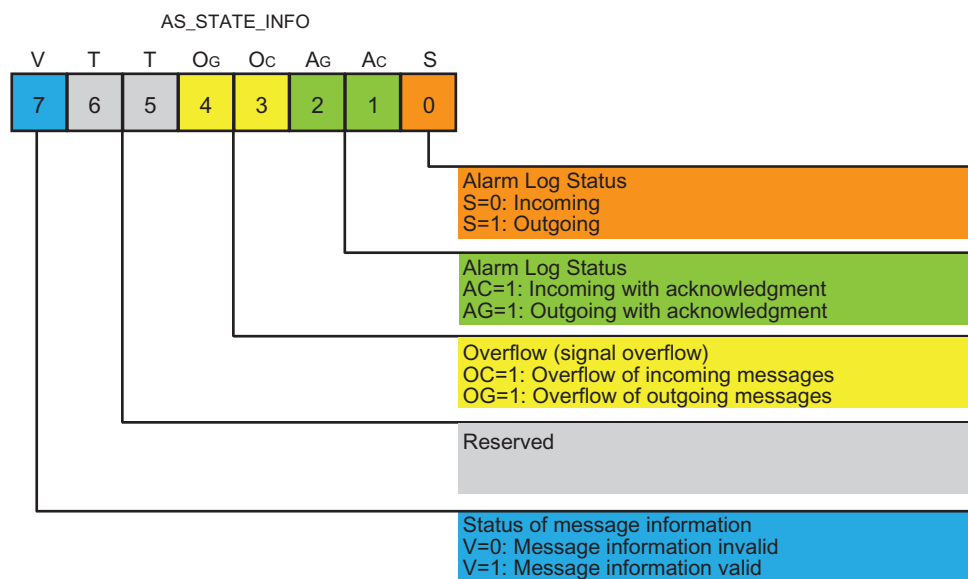 AS_STATE_INFO
V T T OG OC AG AC S
7 6 5 4 3 2 1 0
Alarm Log Status
S=0: Incoming
S=1: Outgoing
Alarm Log Status
AC=1: Incoming with acknowledgment
AG=1: Outgoing with acknowledgment
Overflow (signal overflow)
OC=1: Overflow of incoming messages
OG=1: Overflow of outgoing messages
Reserved
Status of message information
V=0: Message information invalid
V=1: Message information valid